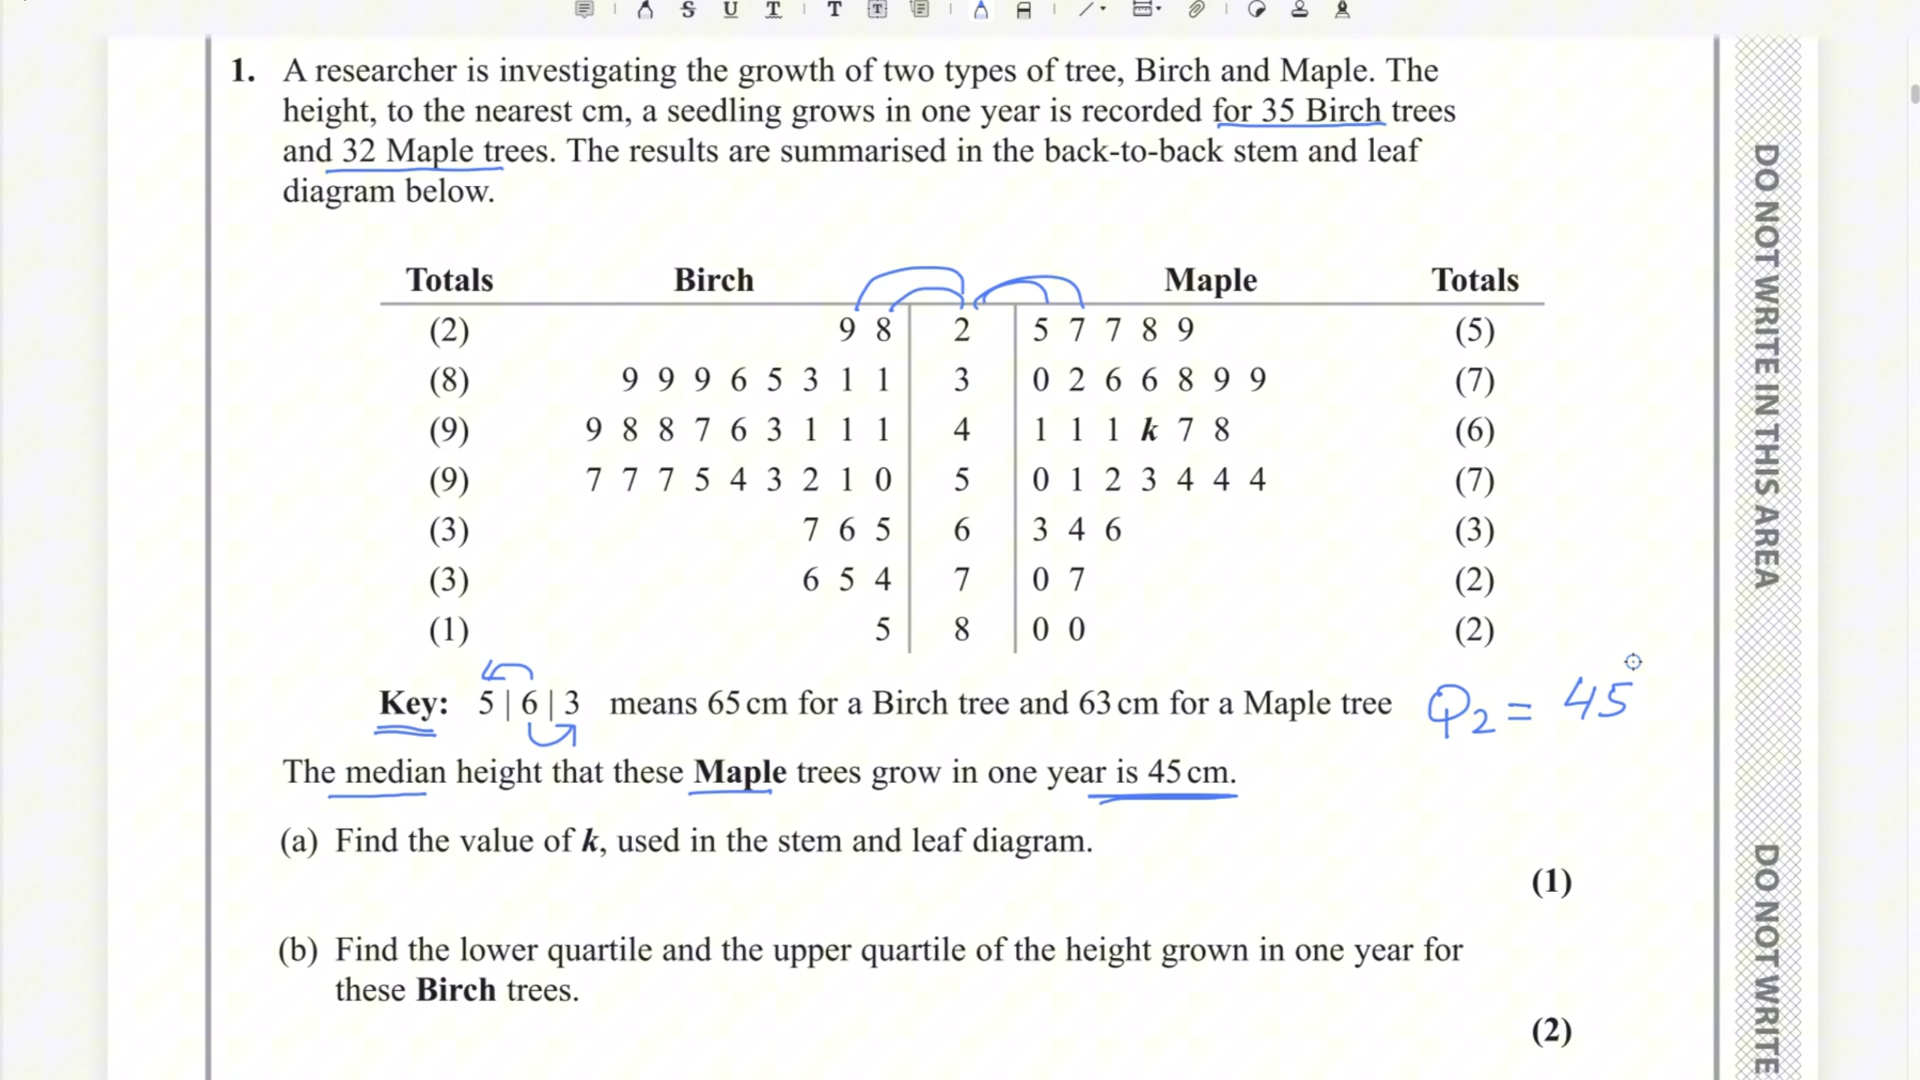 1. A researcher is investigating the growth of two types of tree, Birch and Maple. The
height, to the nearest cm, a seedling grows in one year is recorded for 35 Birch trees
and 32 Maple trees. The results are summarised in the back-to-back stem and leaf
diagram below.
Totals Birch Maple Totals
(2) 9 8 2 5 7 7 8 9 (5)
(8) 9 9 9 6 5 3 1 1 3 0 2 6 6 8 9 9 (7)
(9) 9 8 8 7 6 3 1 1 1 4 1 1 1 k 7 8 (6)
(9) 7 7 7 5 4 3 2 1 0 5 0 1 2 3 4 4 4 (7)
(3) 7 6 5 6 3 4 6 (3)
(3) 6 5 4 7 0 7 (2)
(1) 5 8 0 0 (2)
Key: 5 | 6 | 3 means 65 cm for a Birch tree and 63 cm for a Maple tree Q2 = 45
The median height that these Maple trees grow in one year is 45 cm.
(a) Find the value of k, used in the stem and leaf diagram.
(1)
(b) Find the lower quartile and the upper quartile of the height grown in one year for
these Birch trees.
(2)
DO NOT WRITE IN THIS AREA
DO NOT WRITE